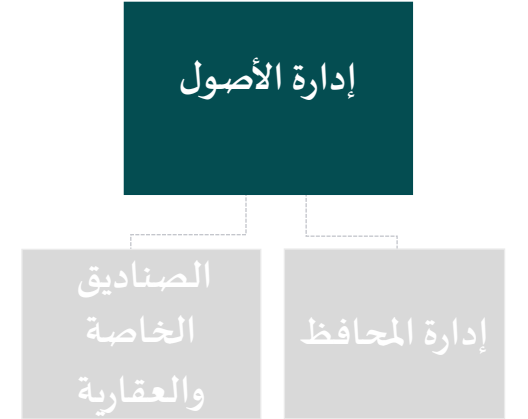 إدارة الأصول
إدارة المحافظ
الصناديق
الخاصة
والعقارية